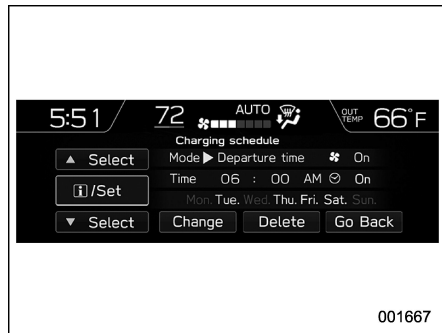 5:51 72 AUTO OUT TEMP 66°F
Charging schedule
▲ Select Mode ▶ Departure time On
i/Set Time 06 : 00 AM On
Mon. Tue. Wed. Thu. Fri. Sat. Sun.
▼ Select Change Delete Go Back
001667